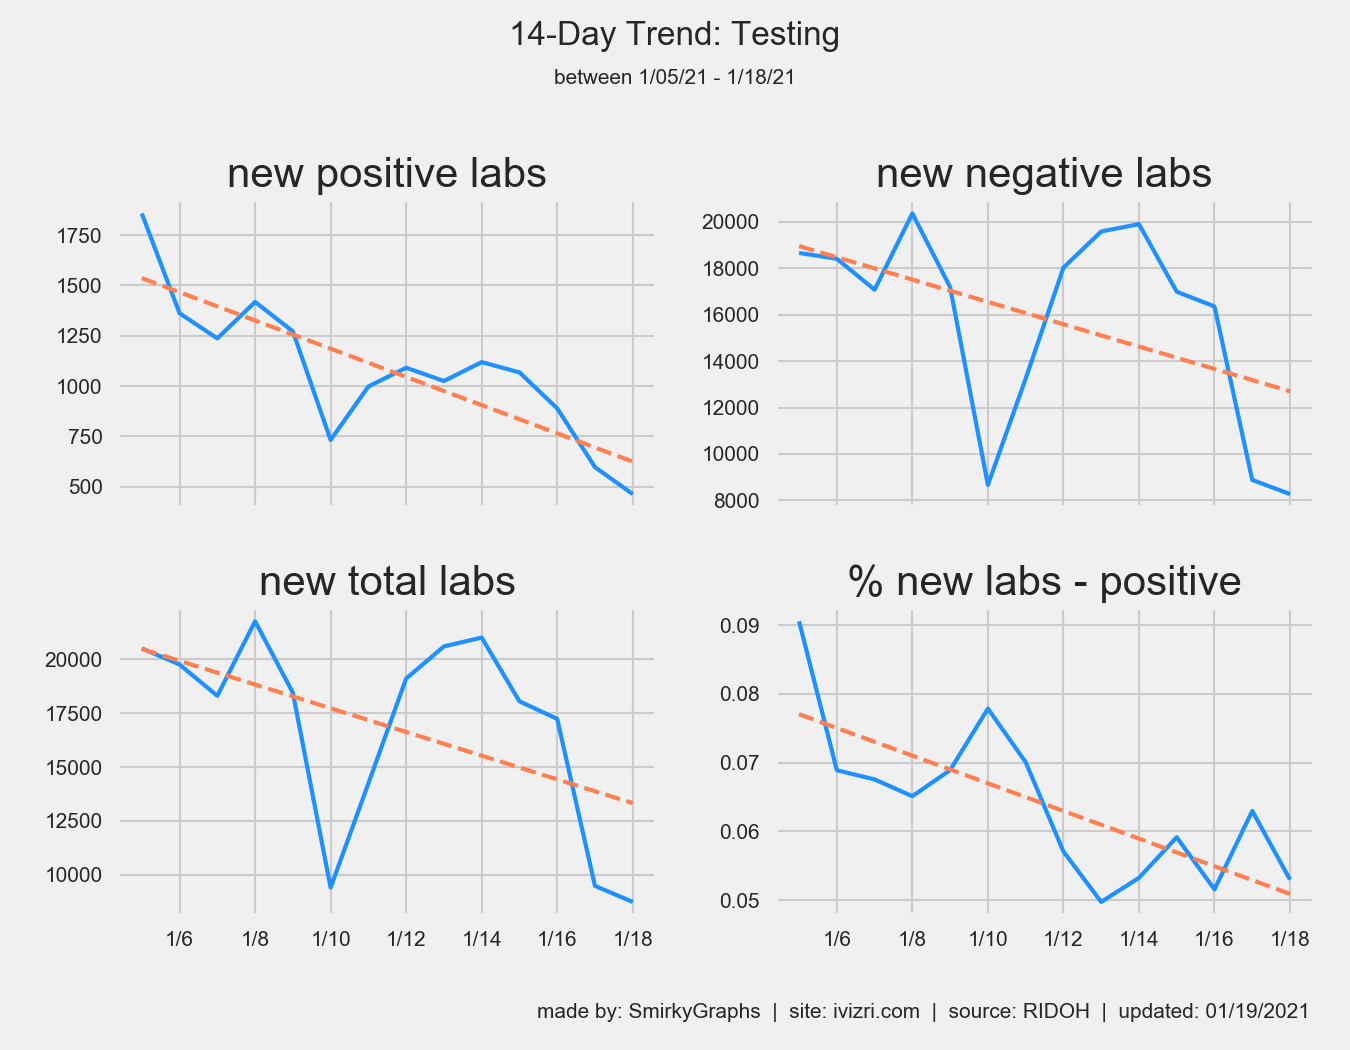 14-Day Trend: Testing
between 1/05/21 - 1/18/21
new positive labs
1750
1500
1250
1000
750
500
new negative labs
20000
18000
16000
14000
12000
10000
8000
new total labs
20000
17500
15000
12500
10000
1/6 1/8 1/10 1/12 1/14 1/16 1/18
% new labs - positive
0.09
0.08
0.07
0.06
0.05
1/6 1/8 1/10 1/12 1/14 1/16 1/18
made by: SmirkyGraphs | site: ivizri.com | source: RIDOH | updated: 01/19/2021